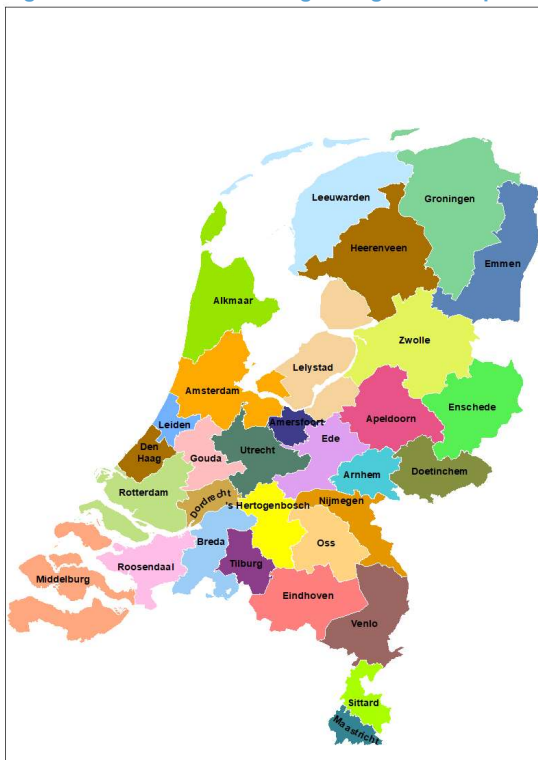 Leeuwarden
Groningen
Heerenveen
Emmen
Alkmaar
Zwolle
Lelystad
Amsterdam
Enschede
Apeldoorn
Amersfoort
Leiden
Ede
Den
Haag
Gouda
Utrecht
Arnhem
Doetinchem
Rotterdam
Dordrecht
's Hertogenbosch
Nijmegen
Breda
Oss
Roosendaal
Tilburg
Middelburg
Eindhoven
Venlo
Sittard
Maastricht